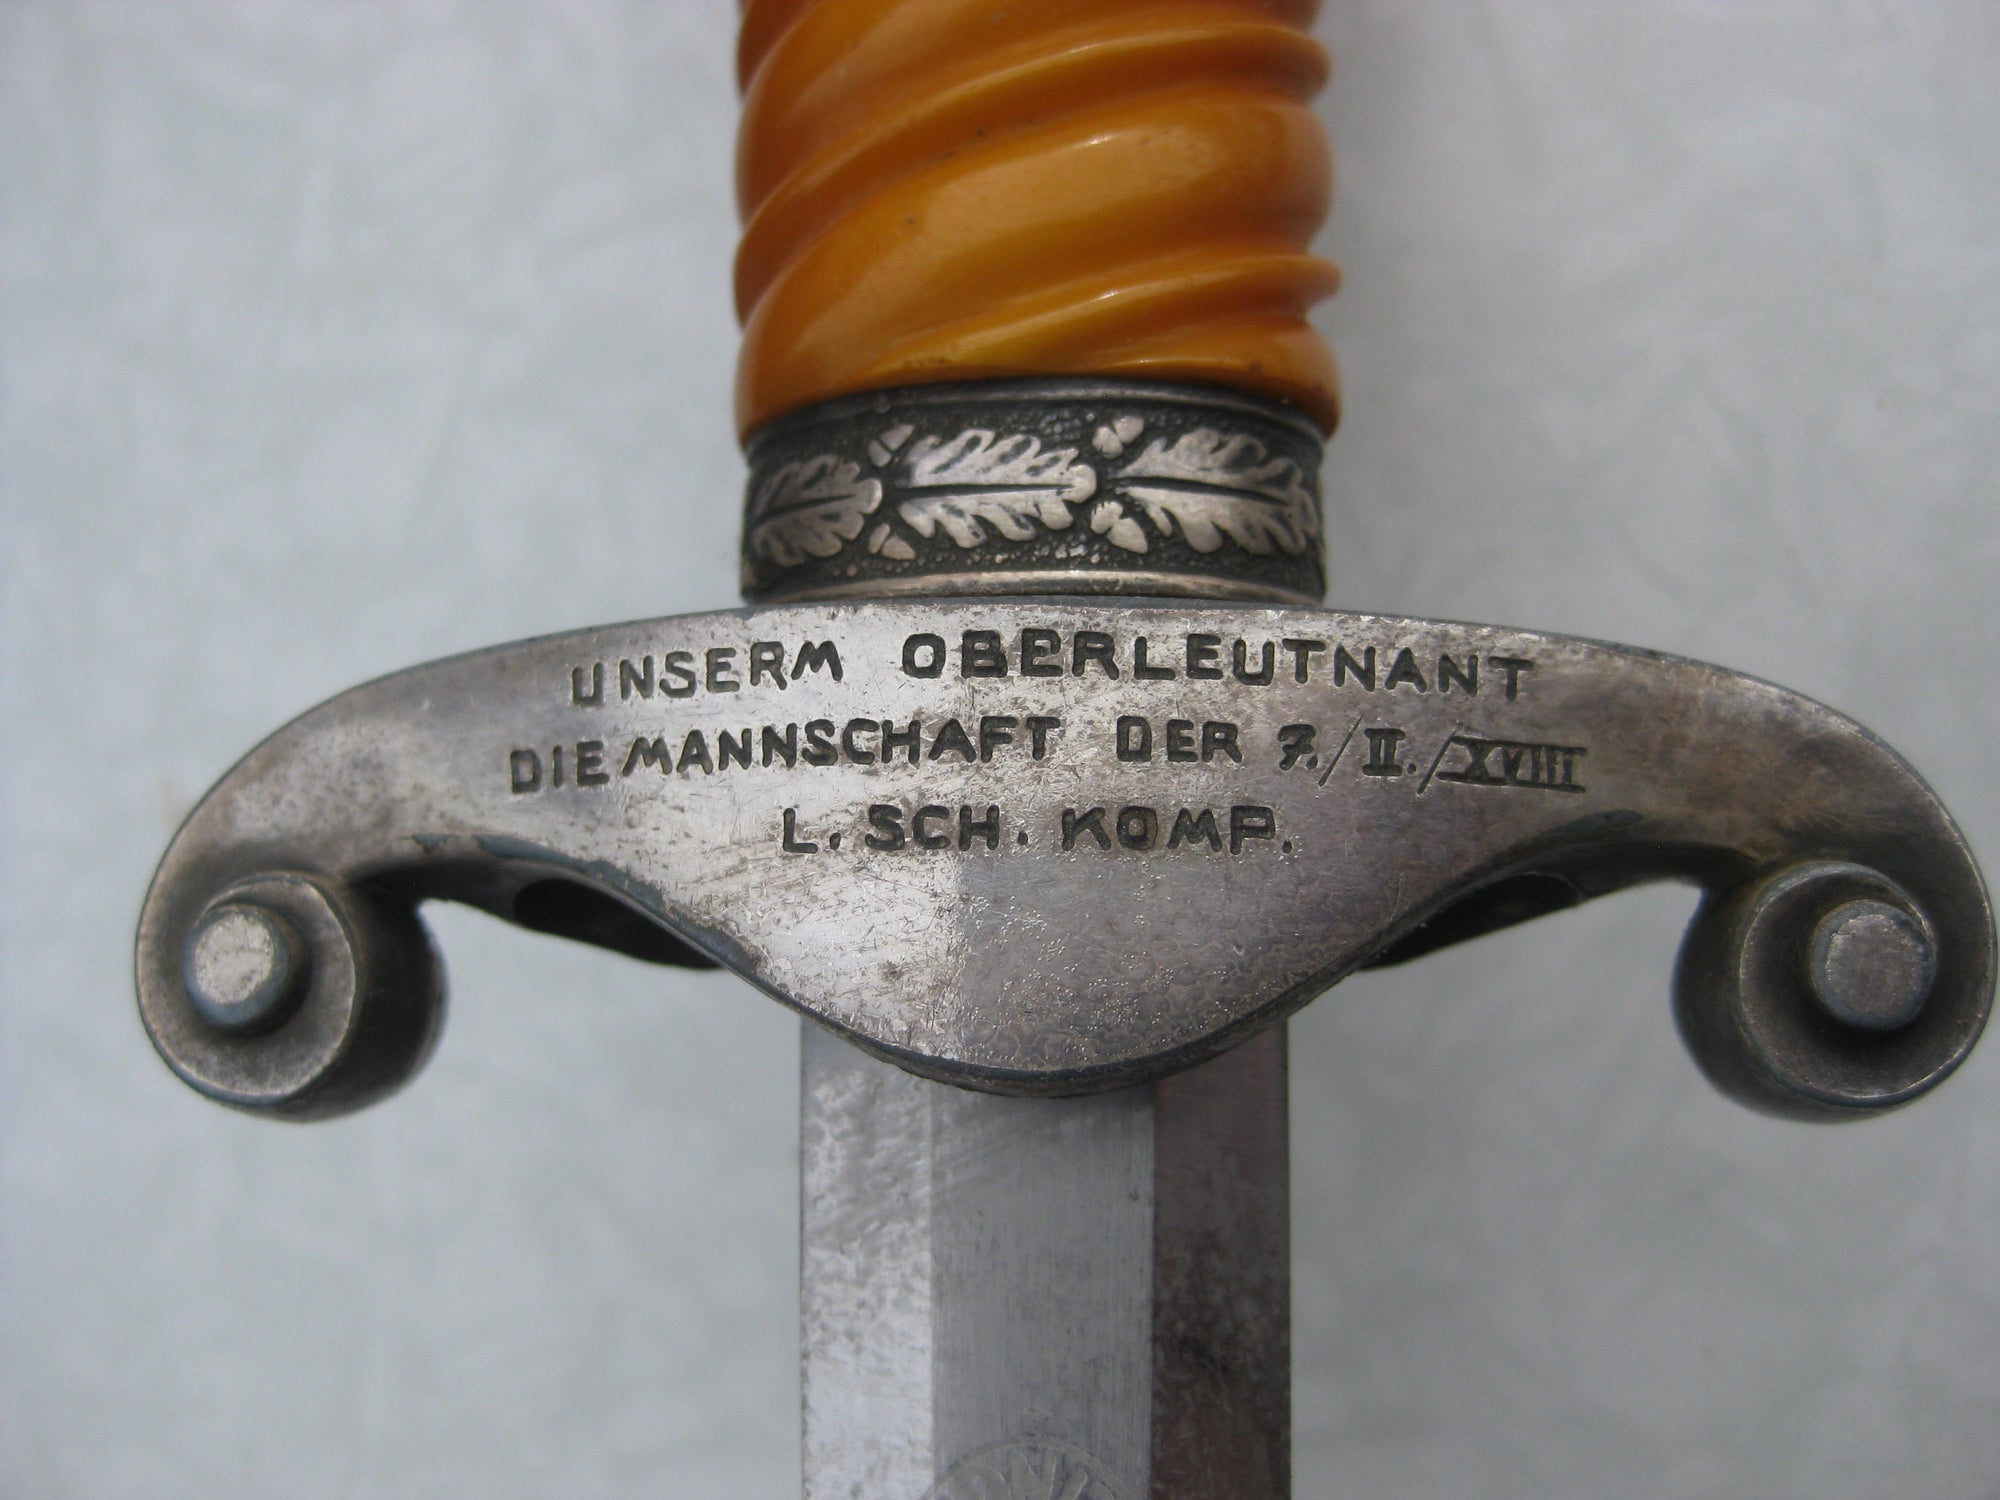 UNSERM OBERLEUTNANT
DIE MANNSCHAFT DER 7./II./XVIII
L. SCH. KOMP.